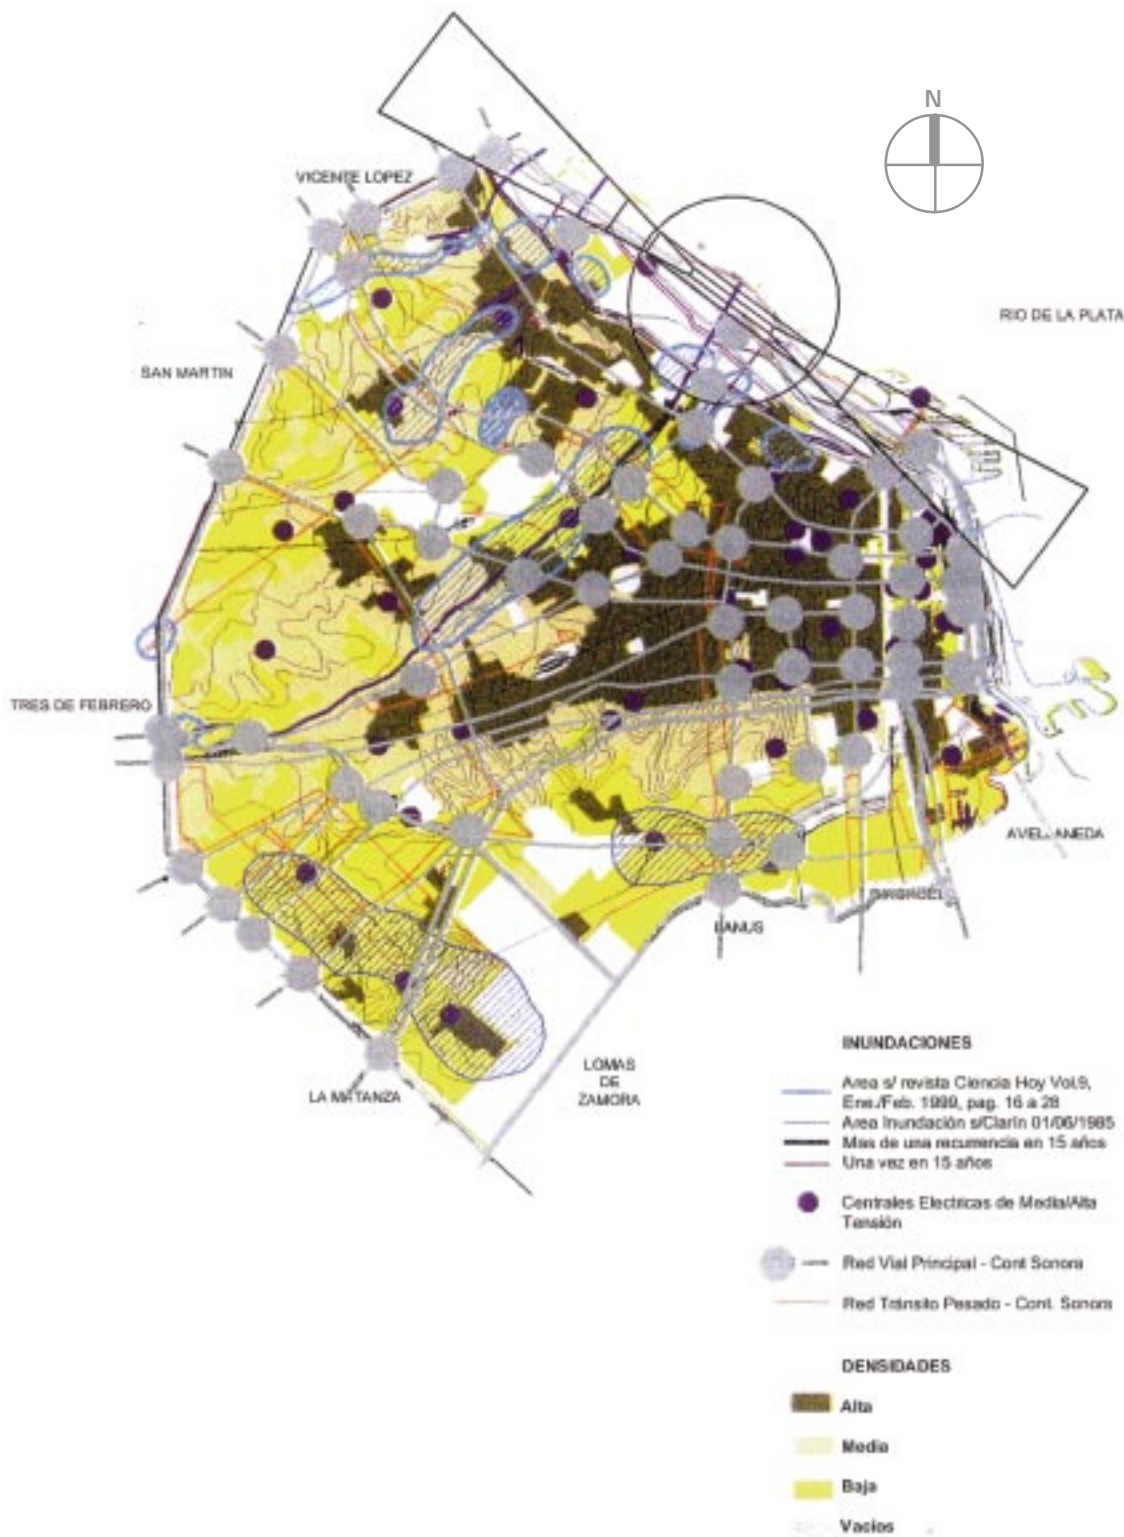 N
VICENTE LOPEZ
RIO DE LA PLATA
SAN MARTIN
TRES DE FEBRERO
AVELLANEDA
LANUS
LOMAS
DE
ZAMORA
LA MATANZA
INUNDACIONES
Area s/ revista Ciencia Hoy Vol.9,
Ene./Feb. 1999, pag. 16 a 28
Area Inundación s/Clarín 01/06/1985
Mas de una recurrencia en 15 años
Una vez en 15 años
Centrales Electricas de Media/Alta
Tensión
Red Vial Principal - Cont Sonora
Red Tránsito Pesado - Cont. Sonora
DENSIDADES
Alta
Media
Baja
Vacios